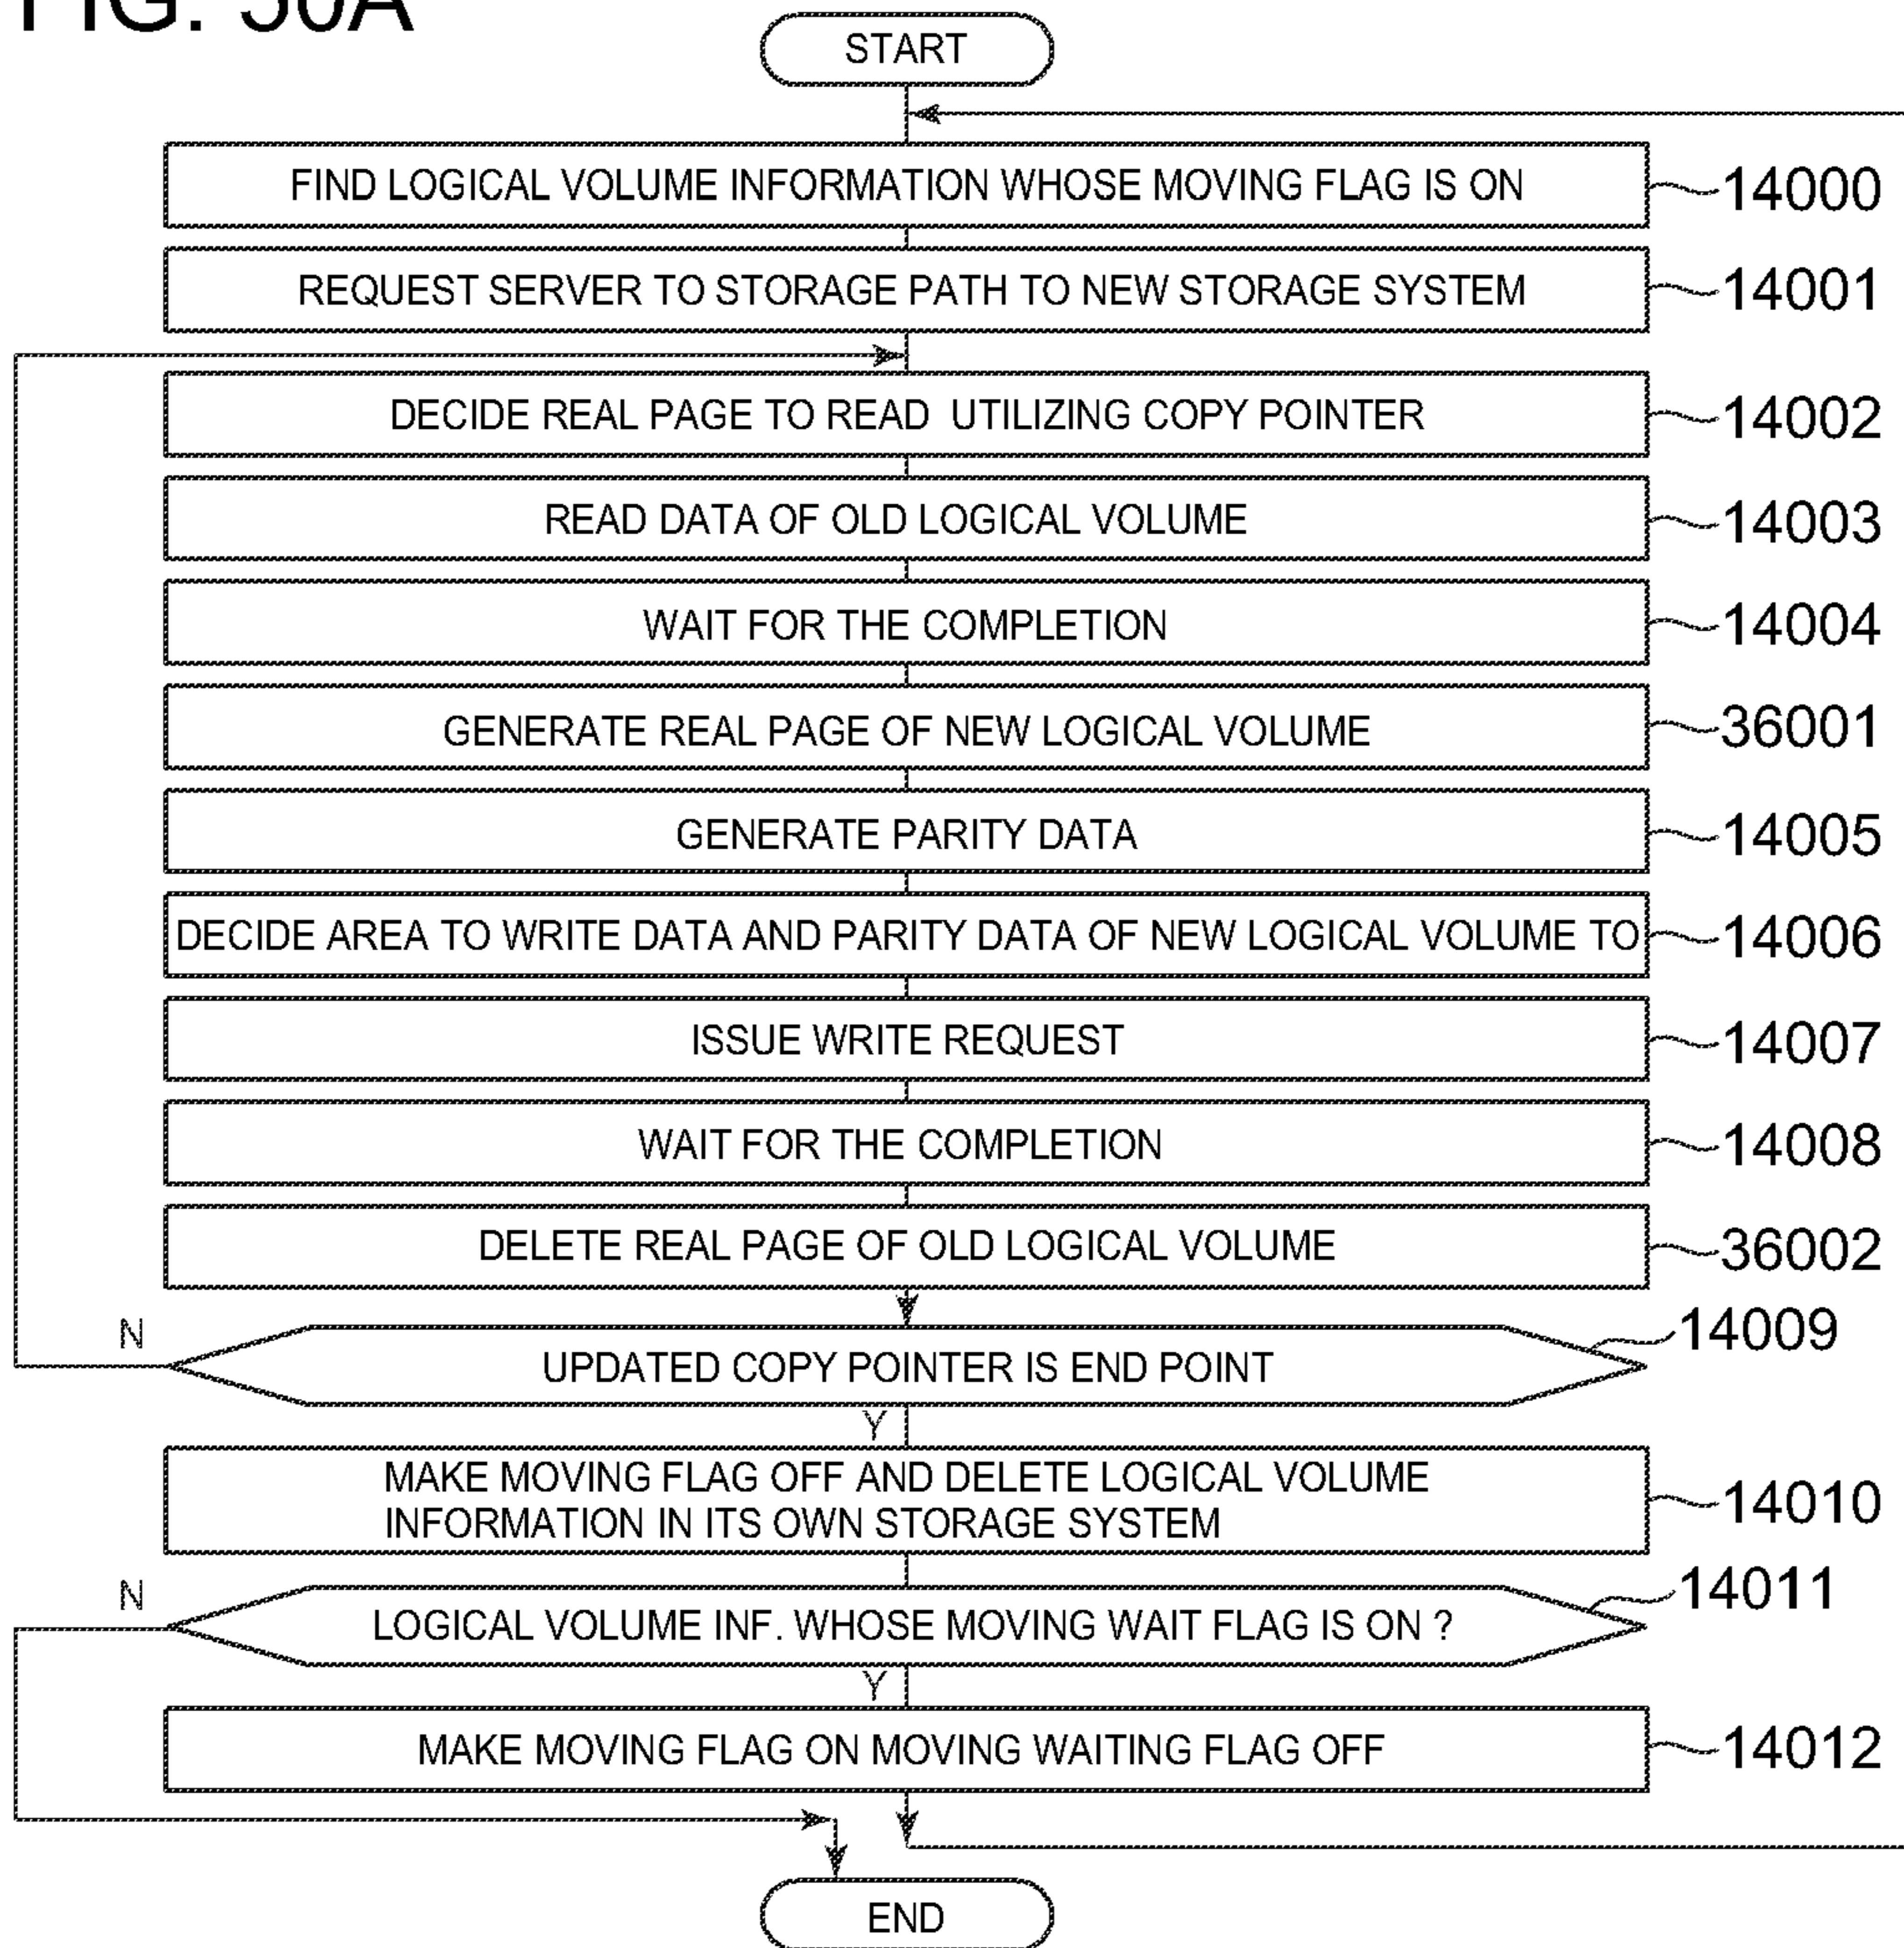 FIG.
START
FIND LOGICAL VOLUME INFORMATION WHOSE MOVING FLAG IS ON
14000
REQUEST SERVER TO STORAGE PATH TO NEW STORAGE SYSTEM
14001
DECIDE REAL PAGE TO READ UTILIZING COPY POINTER
14002
READ DATA OF OLD LOGICAL VOLUME
14003
WAIT FOR THE COMPLETION
14004
GENERATE REAL PAGE OF NEW LOGICAL VOLUME
36001
GENERATE PARITY DATA
14005
DECIDE AREA TO WRITE DATA AND PARITY DATA OF NEW LOGICAL VOLUME TO
14006
ISSUE WRITE REQUEST
14007
WAIT FOR THE COMPLETION
14008
DELETE REAL PAGE OF OLD LOGICAL VOLUME
36002
N
UPDATED COPY POINTER IS END POINT
14009
Y
MAKE MOVING FLAG OFF AND DELETE LOGICAL VOLUME
INFORMATION IN ITS OWN STORAGE SYSTEM
14010
N
LOGICAL VOLUME INF. WHOSE MOVING WAIT FLAG IS ON ?
14011
Y
MAKE MOVING FLAG ON MOVING WAITING FLAG OFF
14012
END